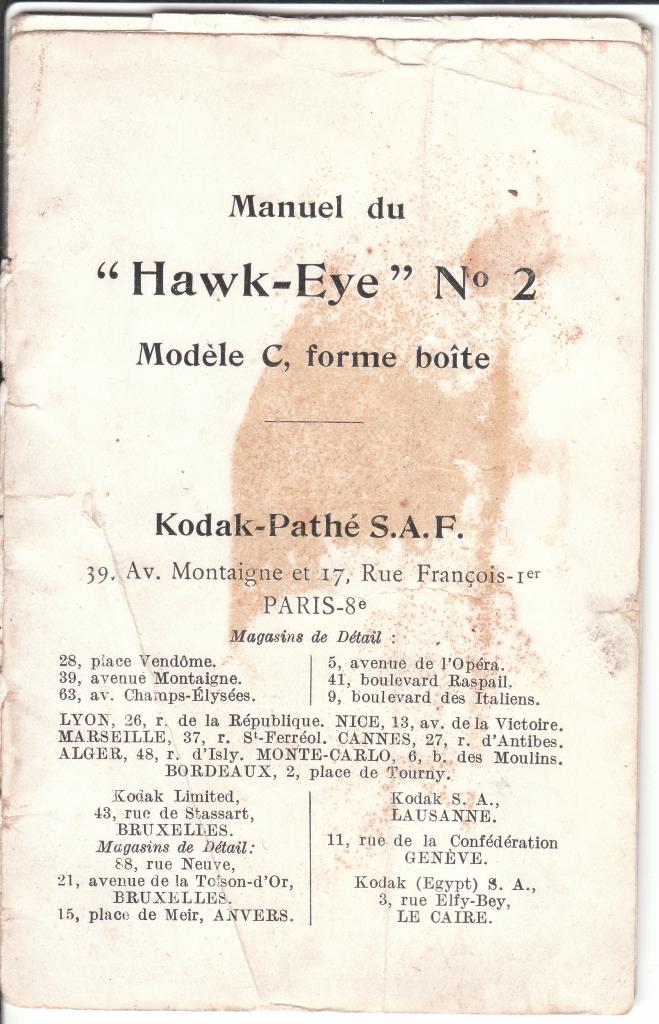 Manuel du
“Hawk-Eye” Nº 2
Modèle C, forme boîte
Kodak-Pathé S.A.F.
39, Av. Montaigne et 17, Rue François-1er
PARIS-8e
Magasins de Détail :
28, place Vendôme.
39, avenue Montaigne.
63, av. Champs-Élysées.
5, avenue de l'Opéra.
41, boulevard Raspail.
9, boulevard des Italiens.
LYON, 26, r. de la République. NICE, 13, av. de la Victoire.
MARSEILLE, 37, r. St-Ferréol. CANNES, 27, r. d'Antibes.
ALGER, 48, r. d'Isly. MONTE-CARLO, 6, b. des Moulins.
BORDEAUX, 2, place de Tourny.
Kodak Limited,
43, rue de Stassart,
BRUXELLES.
Magasins de Détail:
88, rue Neuve,
21, avenue de la Toison-d'Or,
BRUXELLES.
15, place de Meir, ANVERS.
Kodak S. A.,
LAUSANNE.
11, rue de la Confédération
GENÈVE.
Kodak (Egypt) S. A.,
3, rue Elfy-Bey,
LE CAIRE.